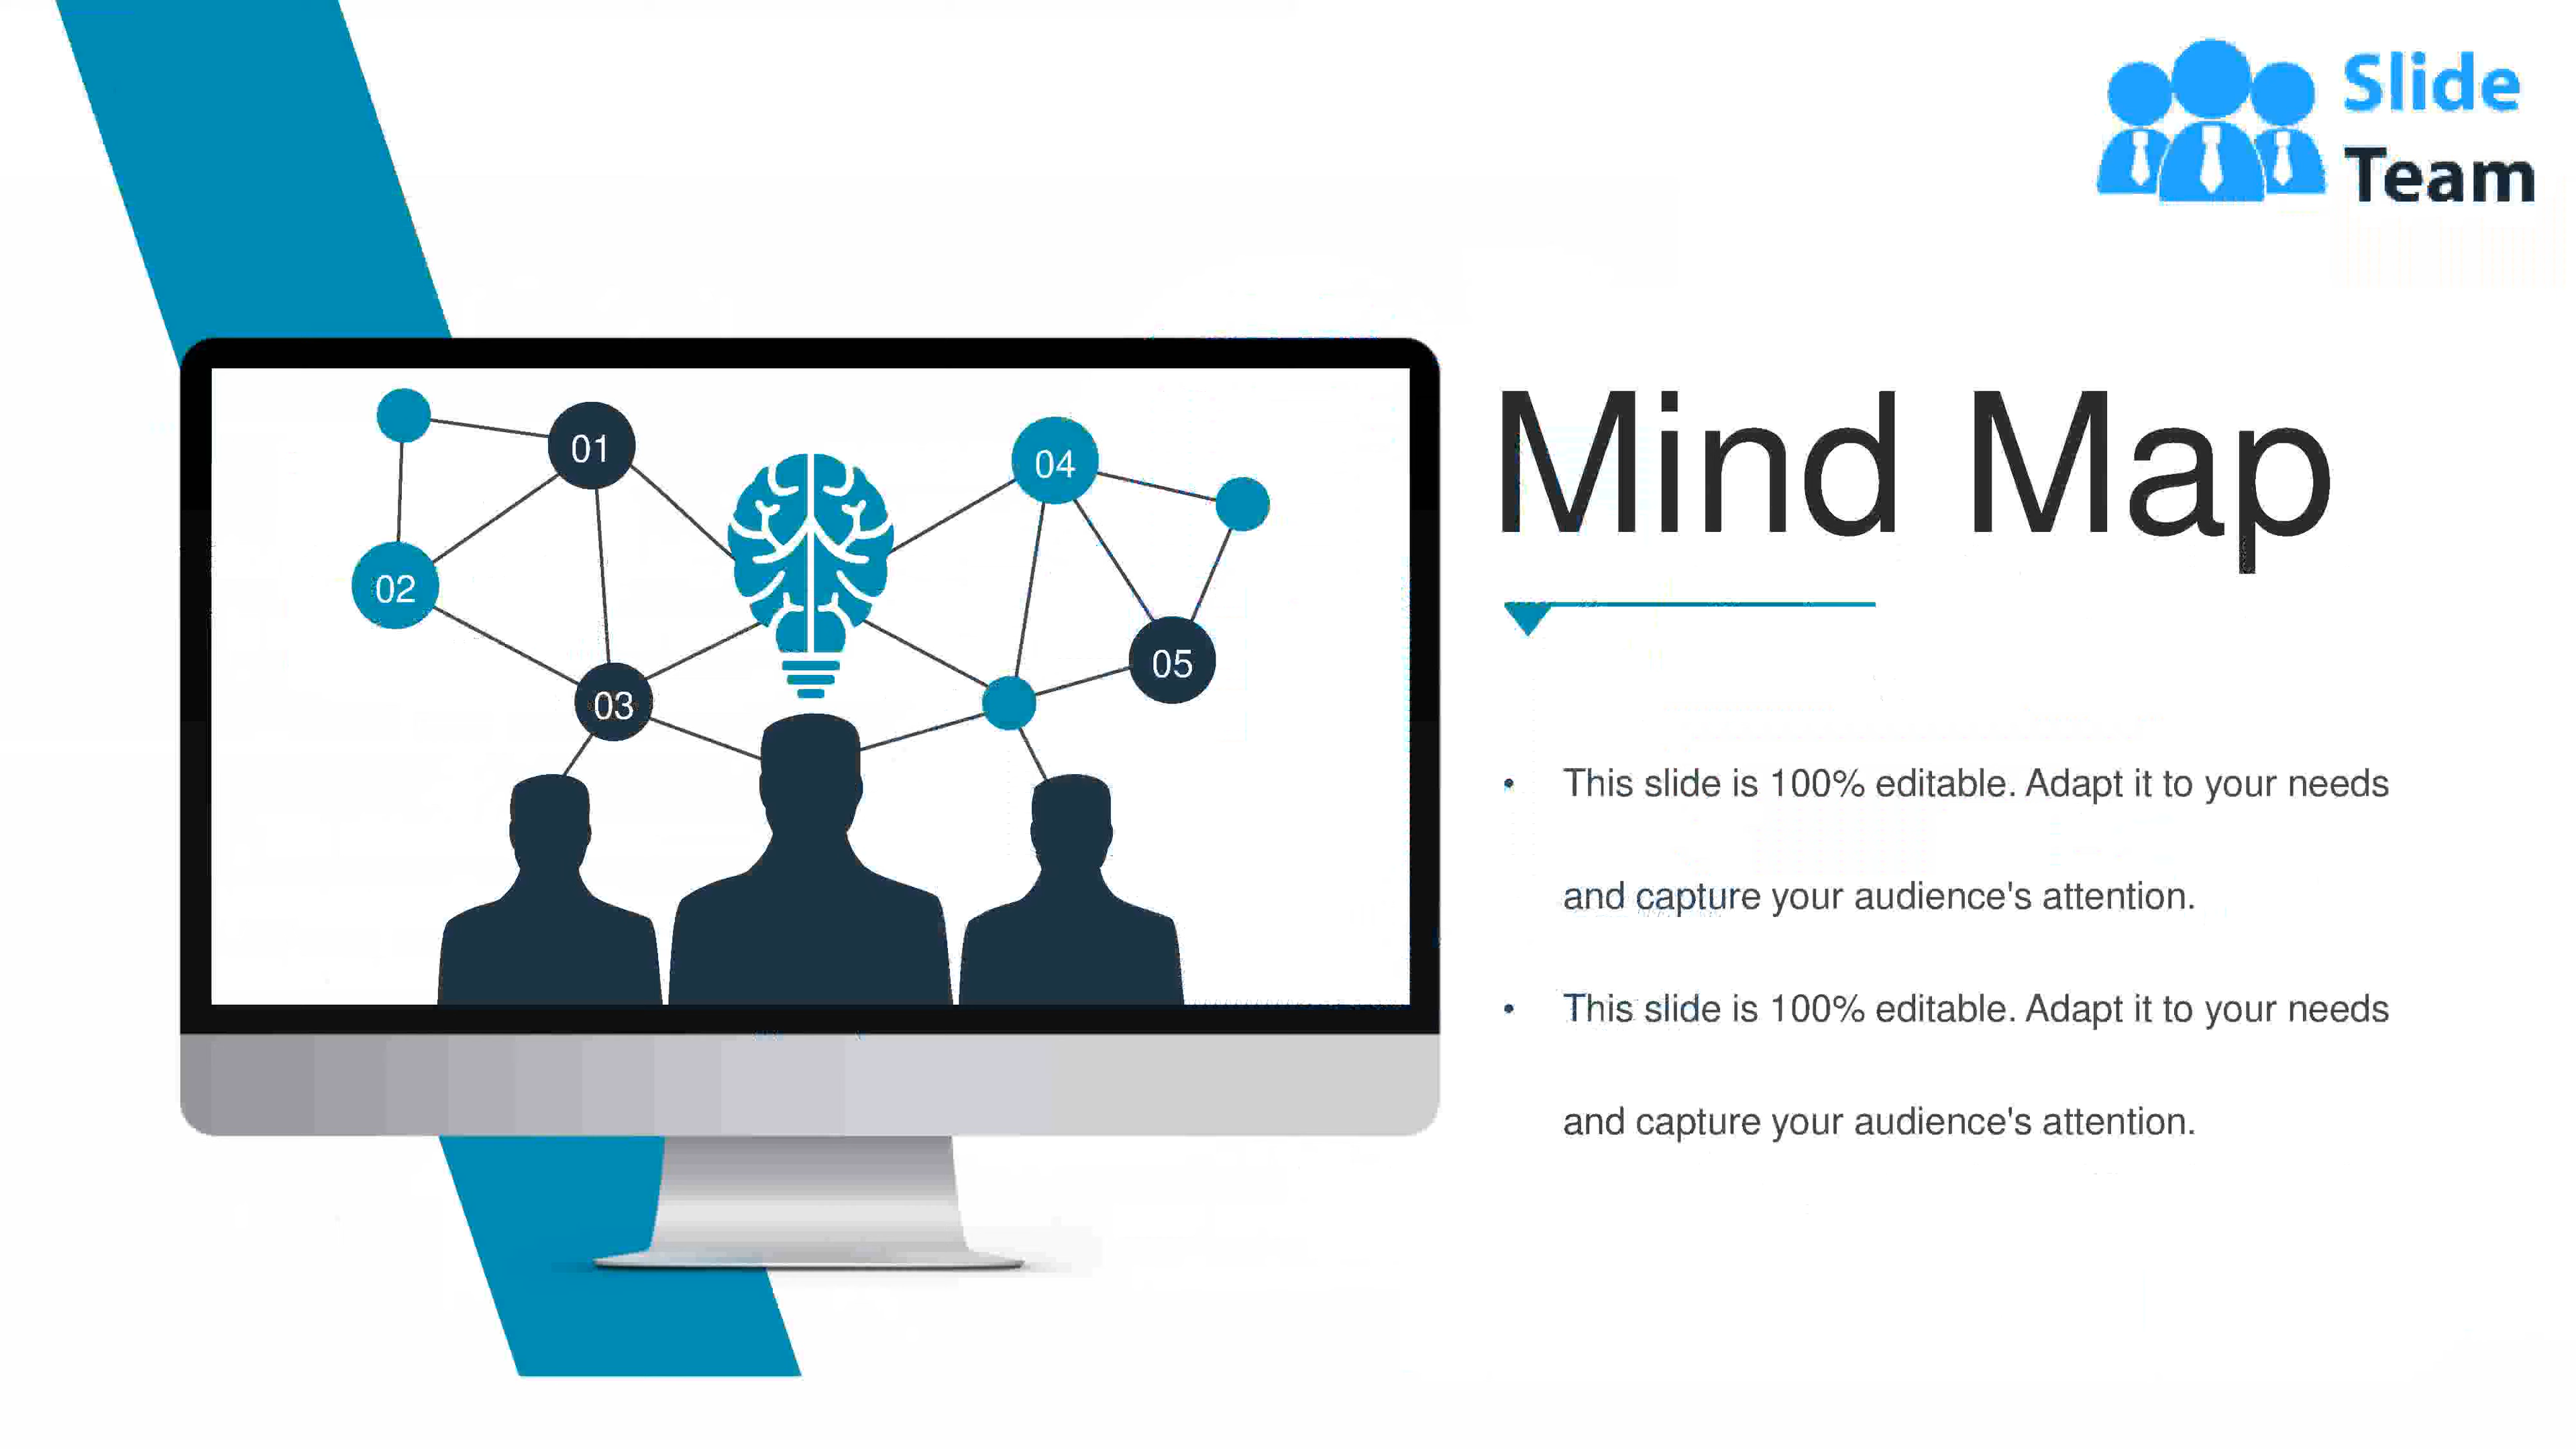 Slide
Team
Mind Map
01
02
03
04
05
• This slide is 100% editable. Adapt it to your needs
and capture your audience's attention.
• This slide is 100% editable. Adapt it to your needs
and capture your audience's attention.